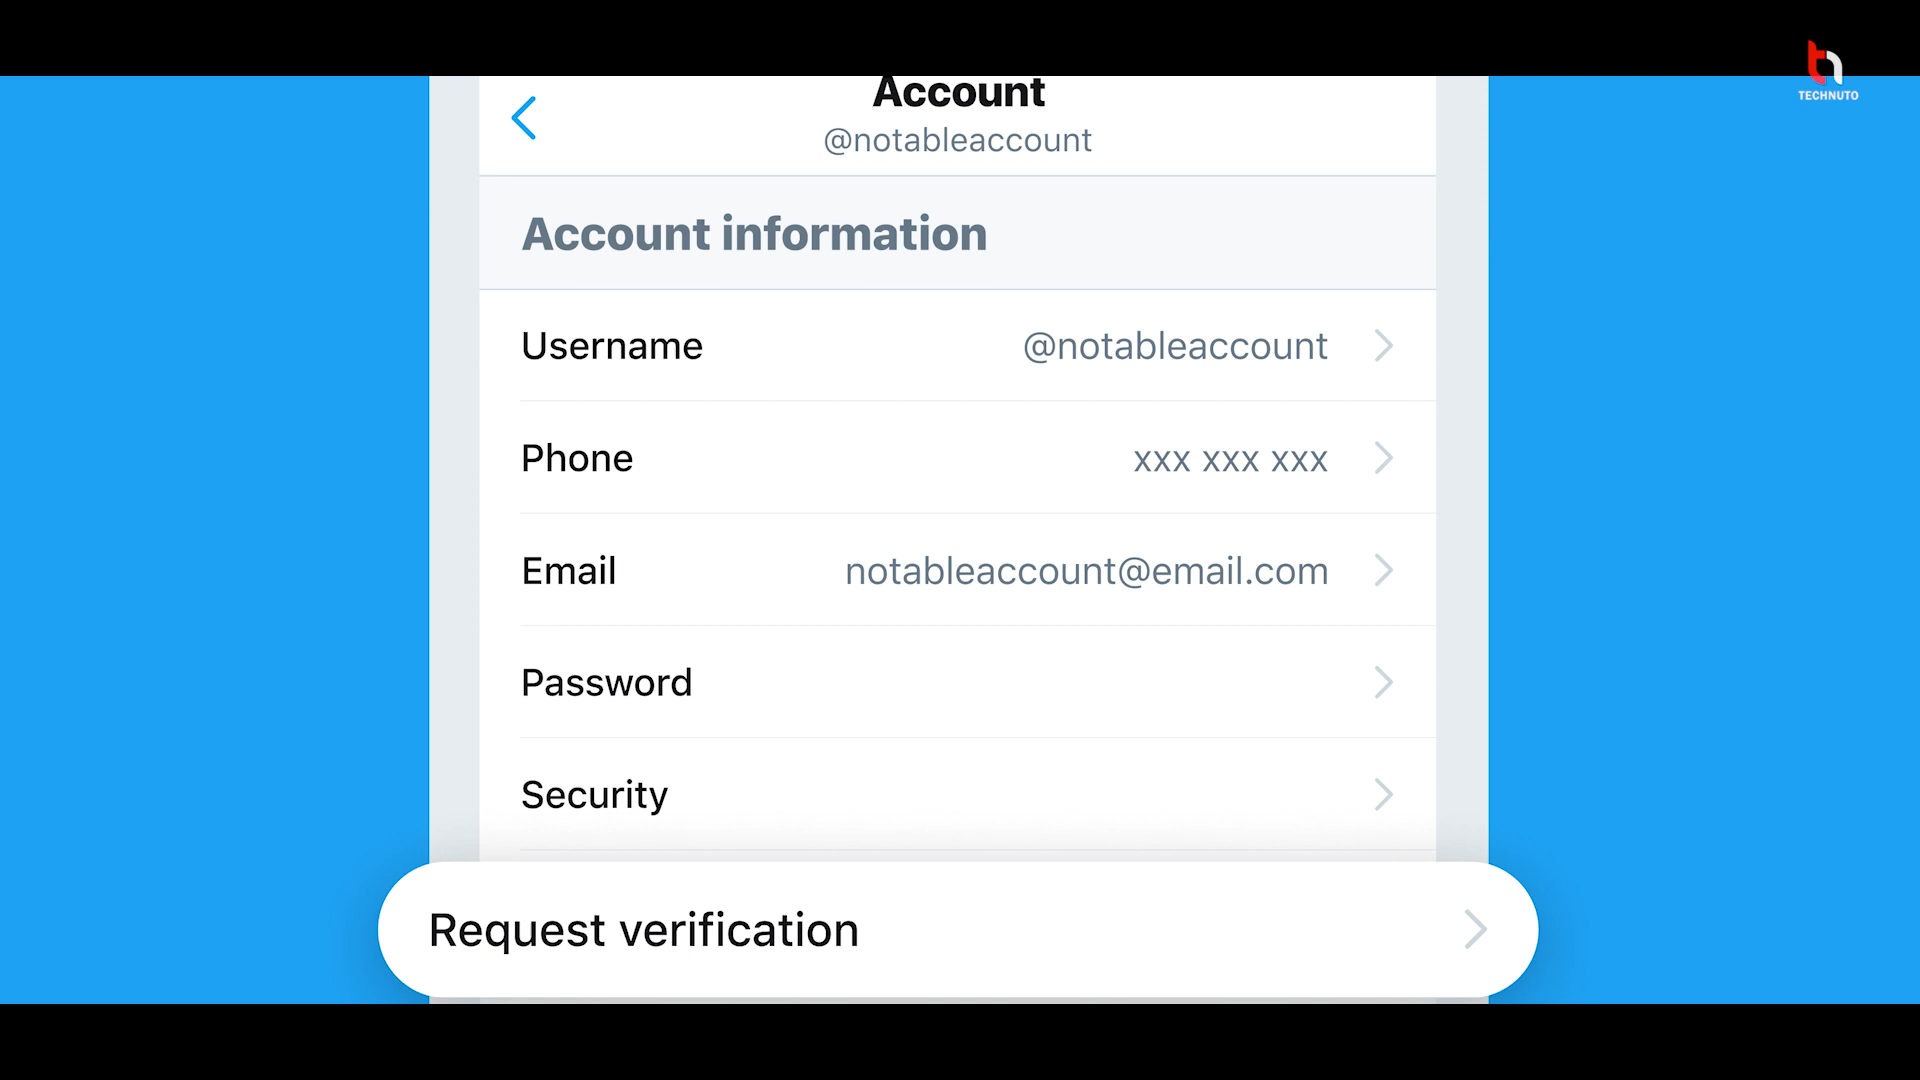 Account
@notableaccount
TECHNUTO
Account information
Username @notableaccount
Phone xxx xxx xxx
Email notableaccount@email.com
Password
Security
Request verification